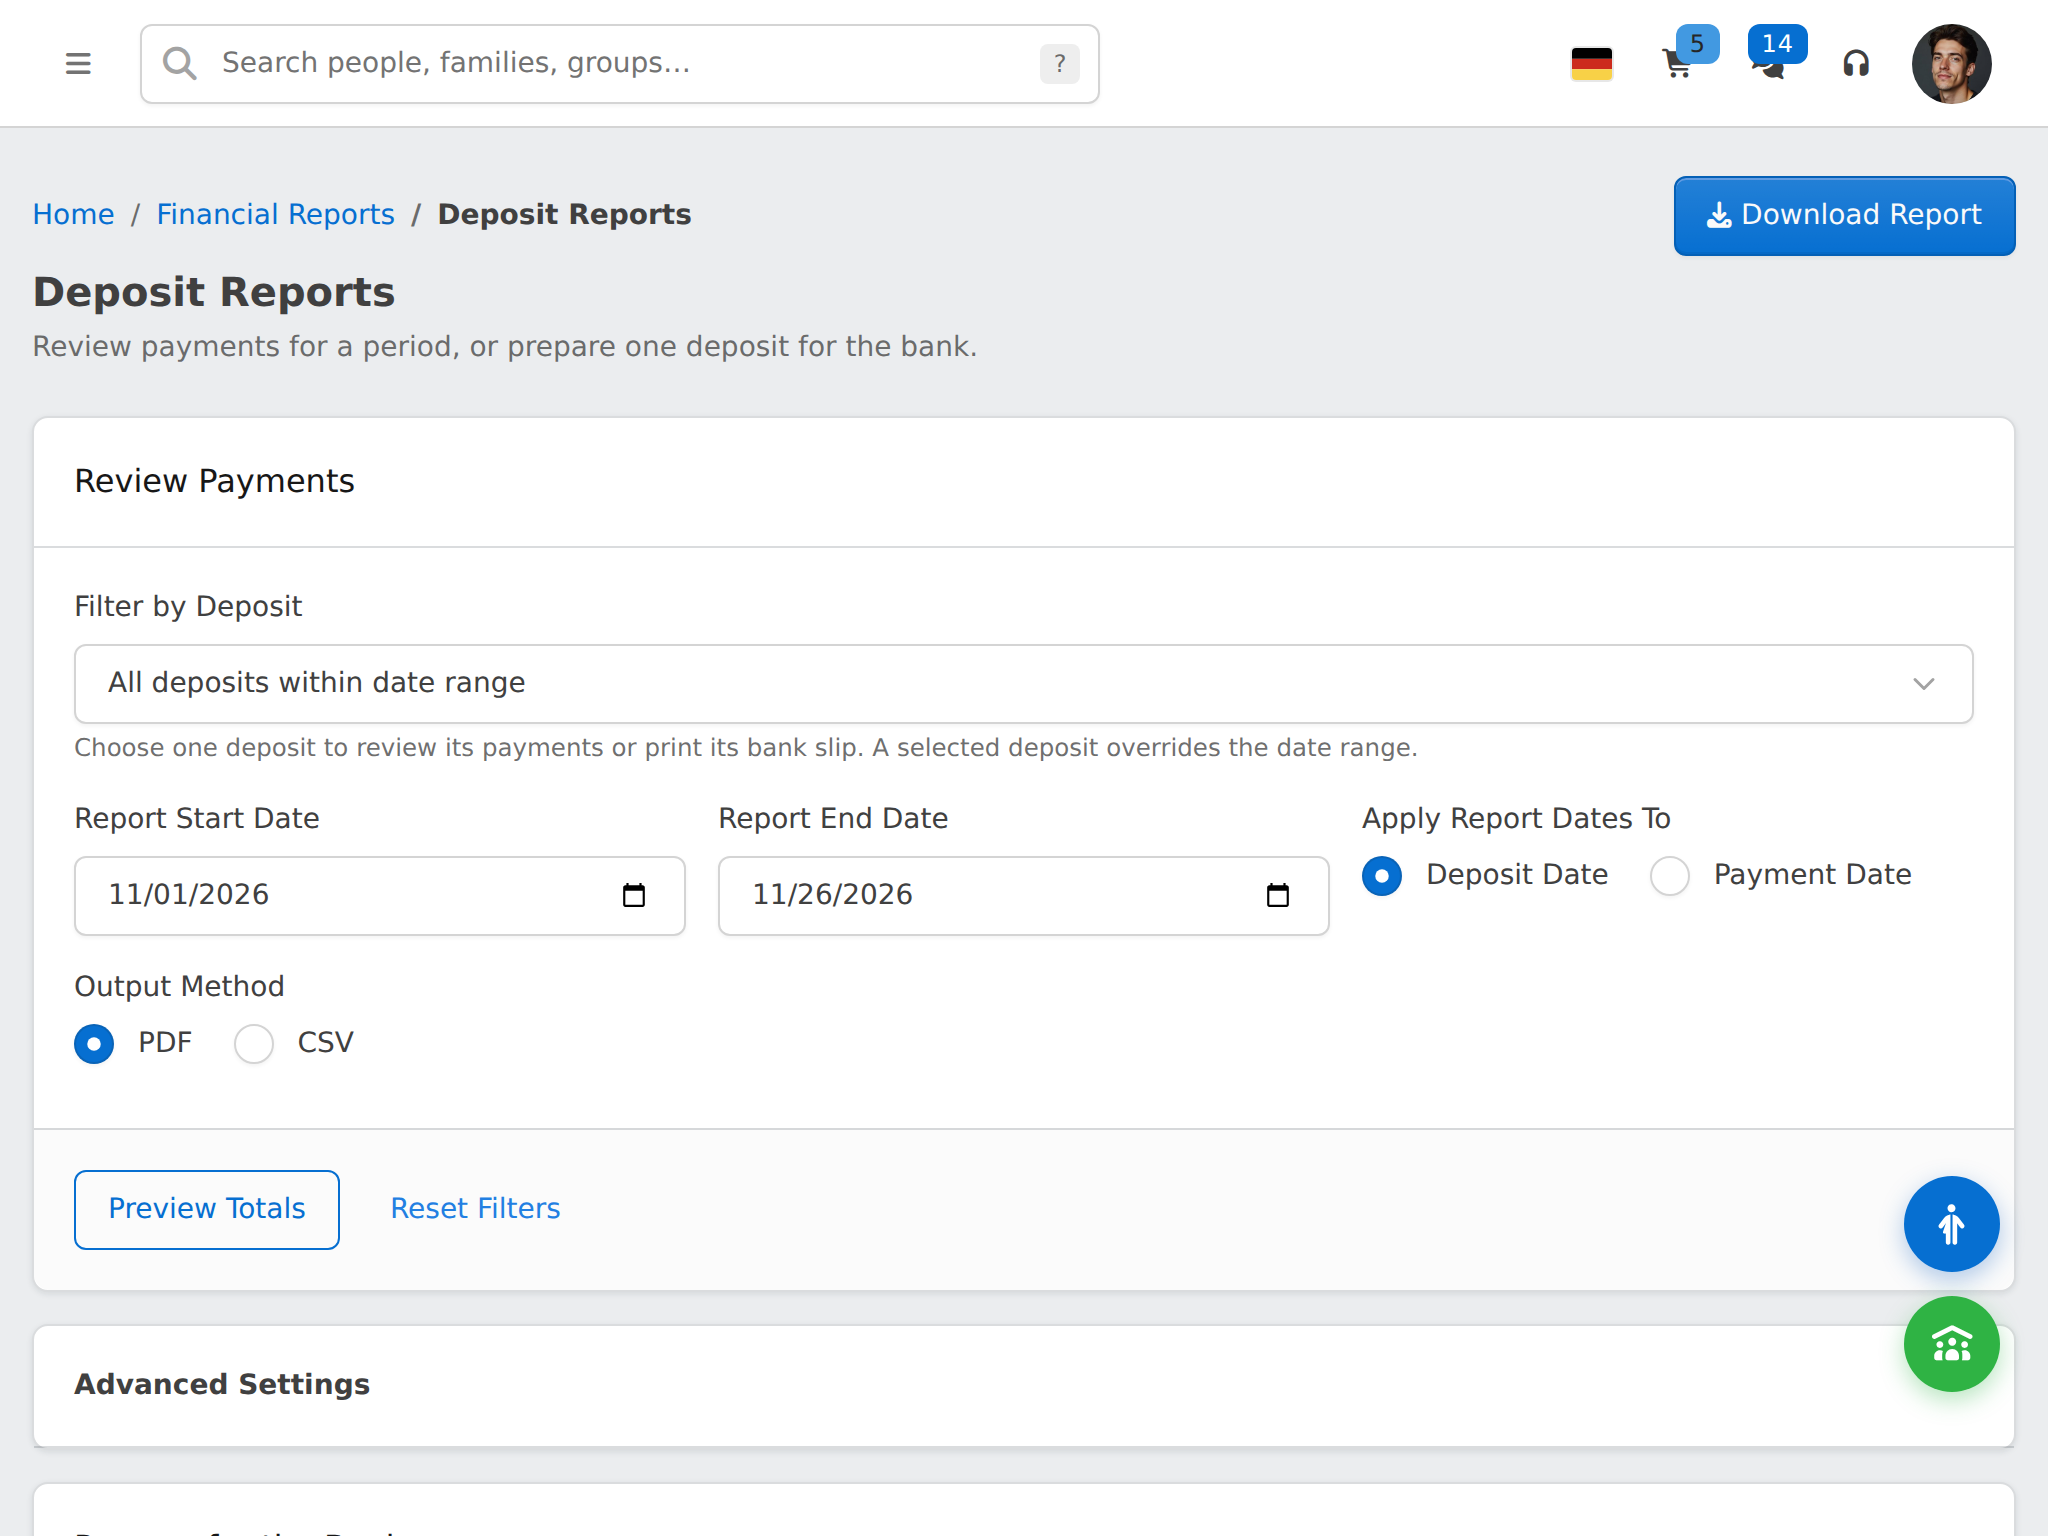 Search people, families, groups...
?
5
14
Home / Financial Reports / Deposit Reports
Download Report
Deposit Reports
Review payments for a period, or prepare one deposit for the bank.
Review Payments
Filter by Deposit
All deposits within date range
Choose one deposit to review its payments or print its bank slip. A selected deposit overrides the date range.
Report Start Date
Report End Date
Apply Report Dates To
11/01/2026
11/26/2026
Deposit Date
Payment Date
Output Method
PDF
CSV
Preview Totals
Reset Filters
Advanced Settings